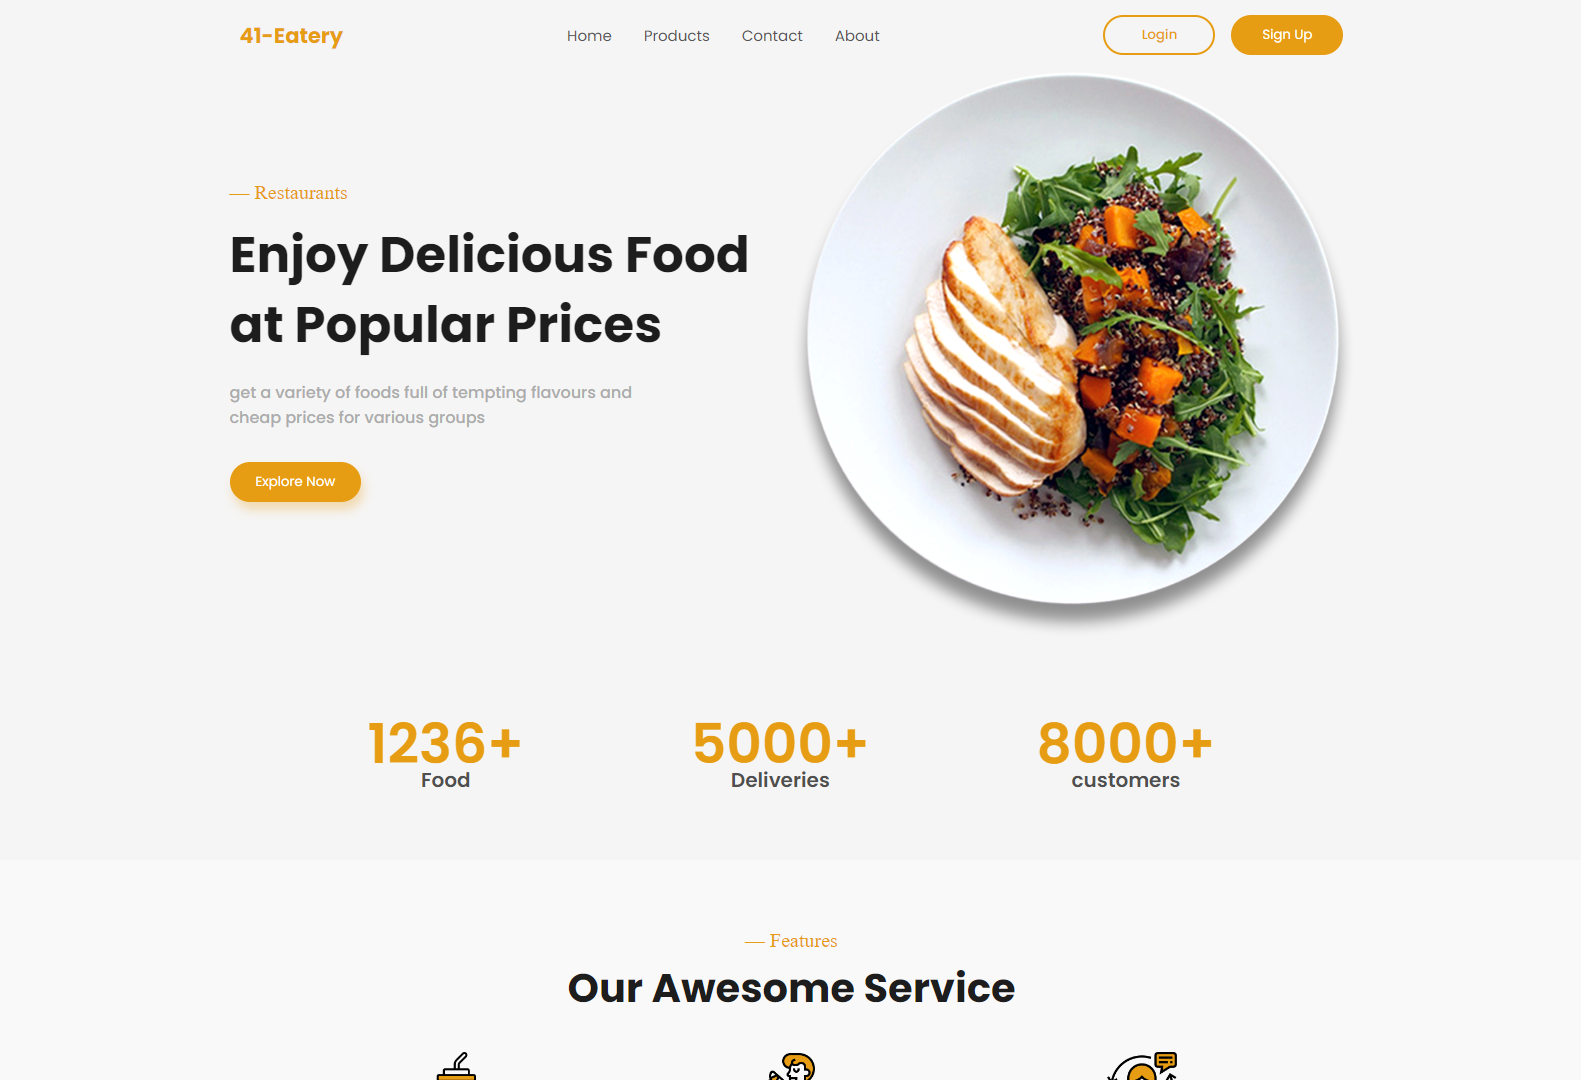 41-Eatery
Home Products Contact About
Login
Sign Up
— Restaurants
Enjoy Delicious Food
at Popular Prices
get a variety of foods full of tempting flavours and
cheap prices for various groups
Explore Now
1236+
Food
5000+
Deliveries
8000+
customers
— Features
Our Awesome Service